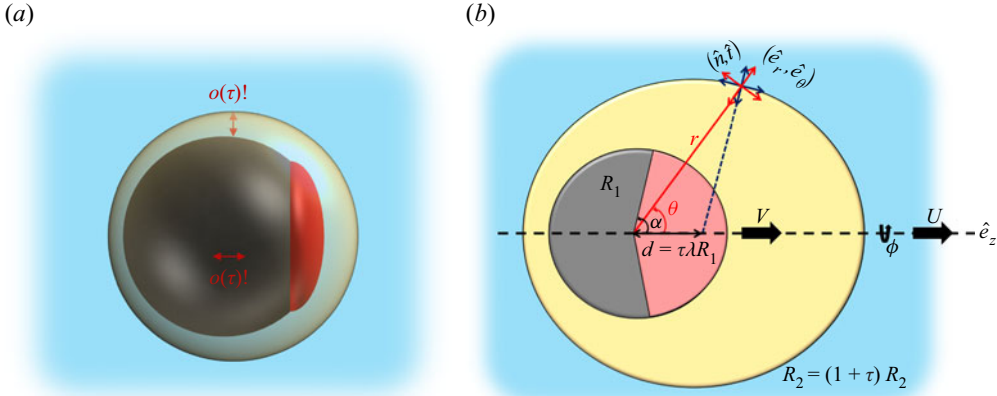 (a)
o(τ)!
o(τ)!
(b)
(n̂,t̂)
(ê_r, ê_θ)
r
R_1
θ
α
V
U
ê_z
ϕ
d = τλR_1
R_2 = (1 + τ) R_2